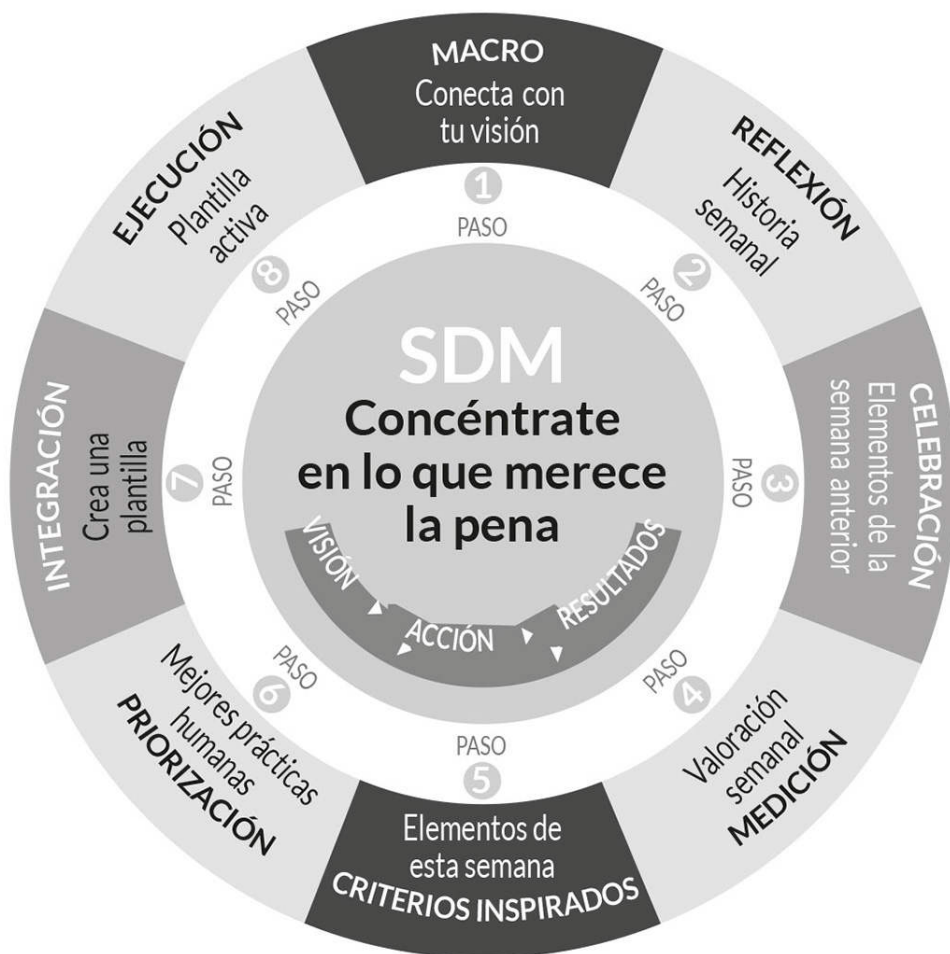 MACRO
Conecta con
tu visión
1
PASO
REFLEXIÓN
Historia
semanal
2
PASO
CELEBRACIÓN
Elementos de la
semana anterior
3
PASO
Valoración
semanal
MEDICIÓN
4
PASO
PASO
5
Elementos de
esta semana
CRITERIOS INSPIRADOS
PASO
6
Mejores prácticas
humanas
PRIORIZACIÓN
INTEGRACIÓN
Crea una
plantilla
7
PASO
EJECUCIÓN
Plantilla
activa
8
PASO
SDM
Concéntrate
en lo que merece
la pena
VISIÓN
ACCIÓN
RESULTADOS